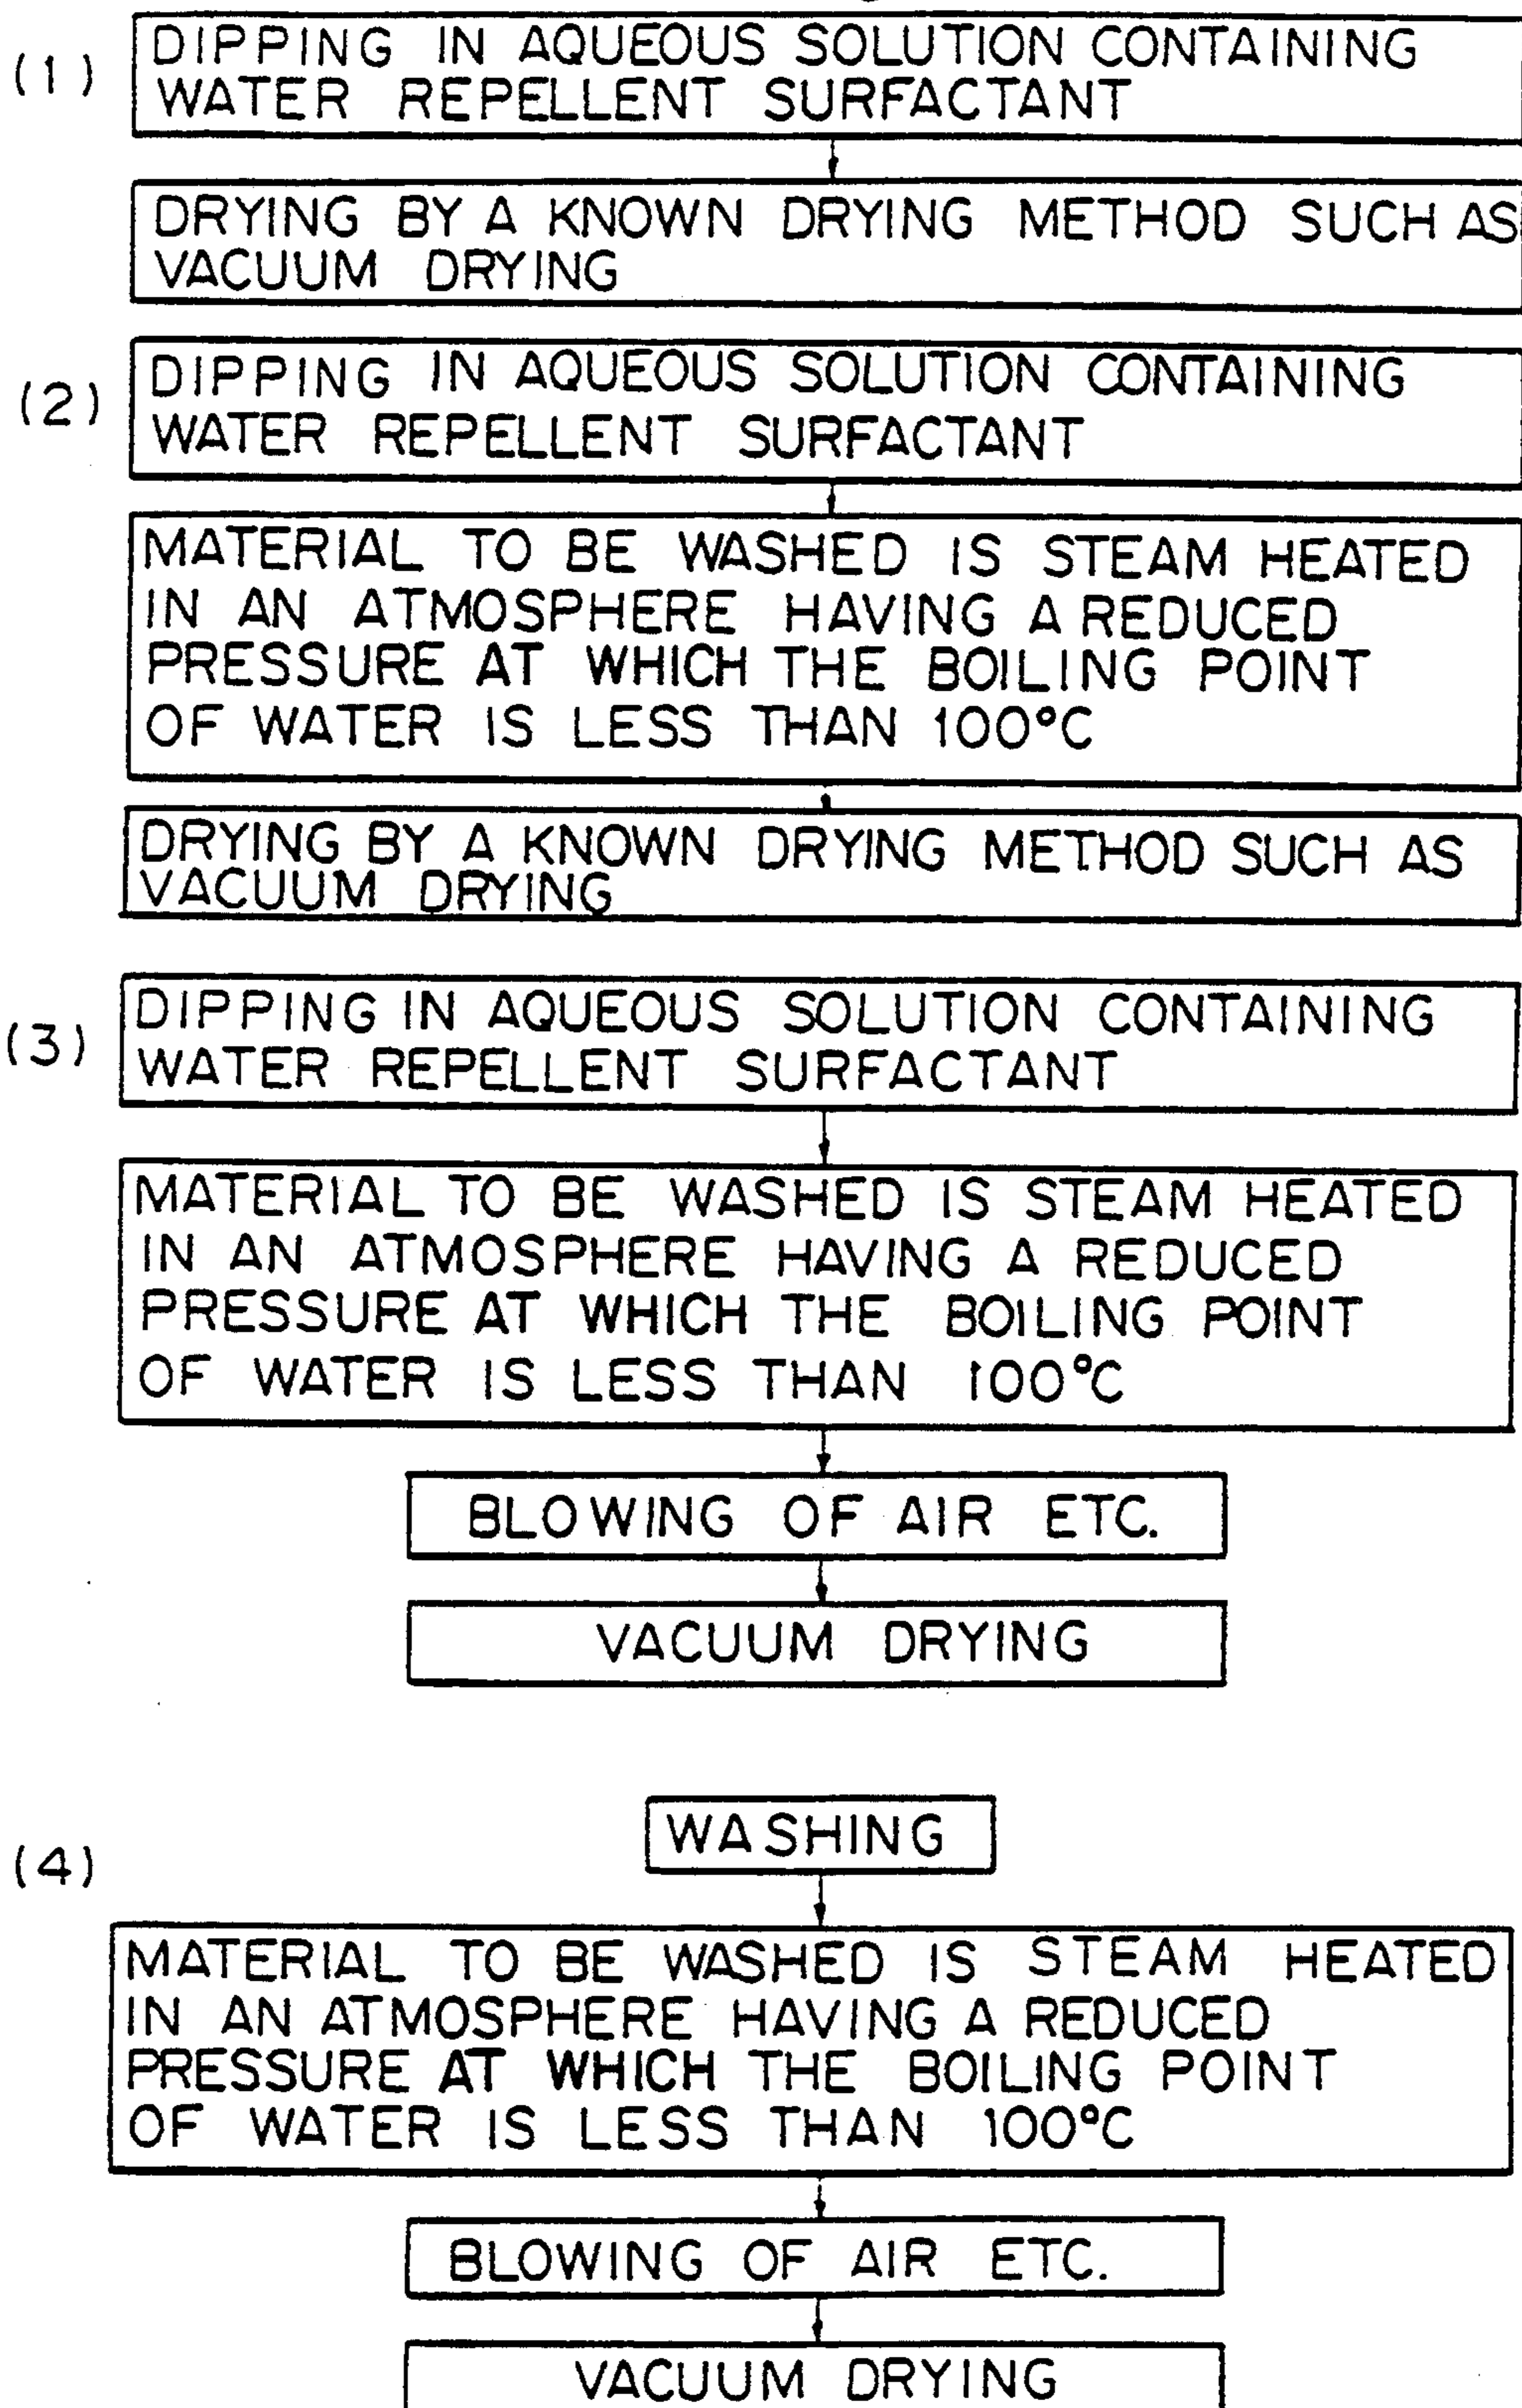 (1)
DIPPING IN AQUEOUS SOLUTION CONTAINING
WATER REPELLENT SURFACTANT
DRYING BY A KNOWN DRYING METHOD SUCH AS
VACUUM DRYING
(2)
DIPPING IN AQUEOUS SOLUTION CONTAINING
WATER REPELLENT SURFACTANT
MATERIAL TO BE WASHED IS STEAM HEATED
IN AN ATMOSPHERE HAVING A REDUCED
PRESSURE AT WHICH THE BOILING POINT
OF WATER IS LESS THAN 100°C
DRYING BY A KNOWN DRYING METHOD SUCH AS
VACUUM DRYING
(3)
DIPPING IN AQUEOUS SOLUTION CONTAINING
WATER REPELLENT SURFACTANT
MATERIAL TO BE WASHED IS STEAM HEATED
IN AN ATMOSPHERE HAVING A REDUCED
PRESSURE AT WHICH THE BOILING POINT
OF WATER IS LESS THAN 100°C
BLOWING OF AIR ETC.
VACUUM DRYING
(4)
WASHING
MATERIAL TO BE WASHED IS STEAM HEATED
IN AN ATMOSPHERE HAVING A REDUCED
PRESSURE AT WHICH THE BOILING POINT
OF WATER IS LESS THAN 100°C
BLOWING OF AIR ETC.
VACUUM DRYING